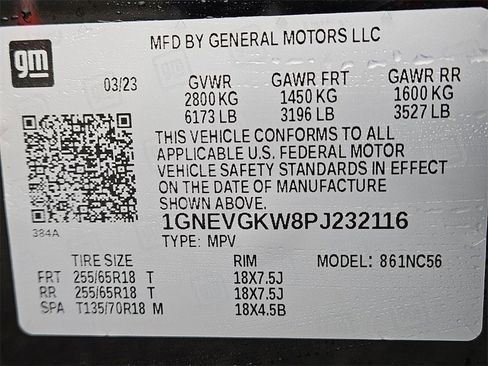 gm
MFD BY GENERAL MOTORS LLC
03/23 GVWR GAWR FRT GAWR RR
2800 KG 1450 KG 1600 KG
6173 LB 3196 LB 3527 LB
THIS VEHICLE CONFORMS TO ALL
APPLICABLE U.S. FEDERAL MOTOR
VEHICLE SAFETY STANDARDS IN EFFECT
ON THE DATE OF MANUFACTURE
SHOWN ABOVE.
384A
1GNEVGKW8PJ232116
TYPE: MPV
TIRE SIZE RIM MODEL: 861NC56
FRT 255/65R18 T 18X7.5J
RR 255/65R18 T 18X7.5J
SPA T135/70R18 M 18X4.5B